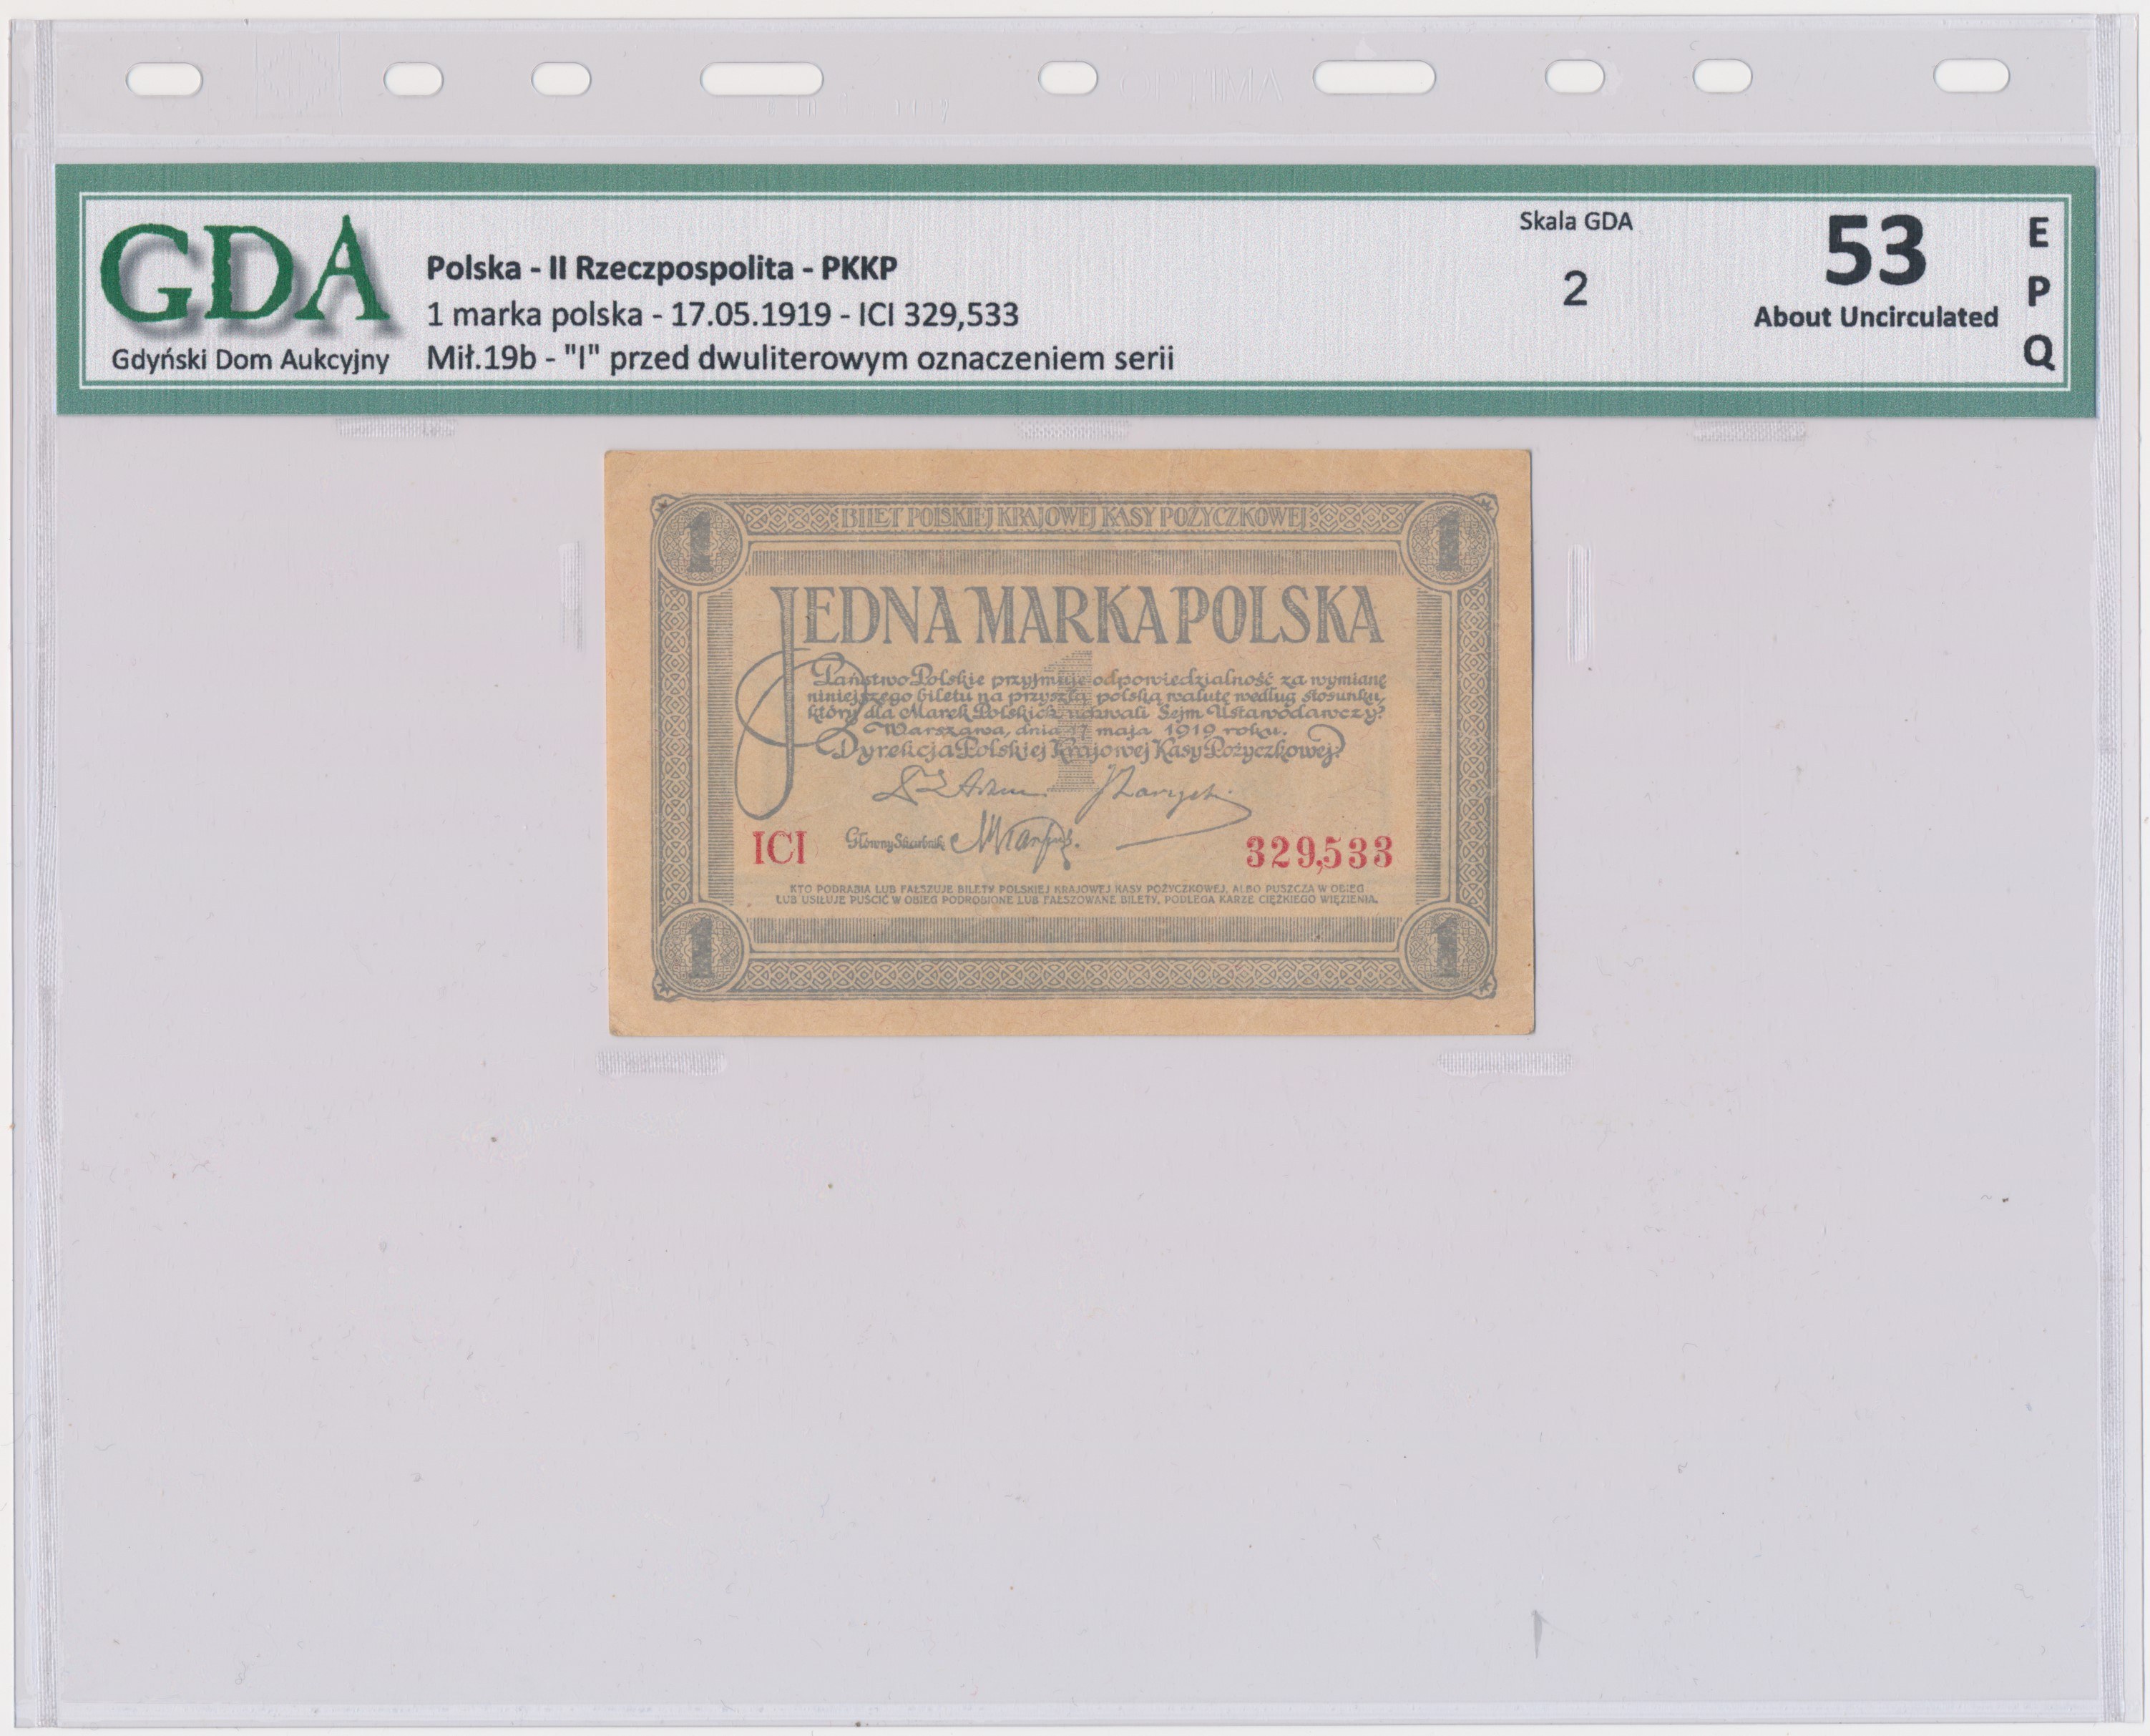 GDA
Gdyński Dom Aukcyjny
Polska - II Rzeczpospolita - PKKP
1 marka polska - 17.05.1919 - ICI 329,533
Mił.19b - "I" przed dwuliterowym oznaczeniem serii
Skala GDA
2
53
About Uncirculated
E
P
Q
1 BILET POLSKIEJ KRAJOWEJ KASY POŻYCZKOWEJ 1
JEDNA MARKA POLSKA
1
Państwo Polskie przyjmuje odpowiedzialność za wymianę
niniejszego biletu na przyszłą polską walutę według stosunku,
który dla Marek Polskich uchwali Sejm Ustawodawczy.
Warszawa, dnia 17 maja 1919 roku.
Dyrekcja Polskiej Krajowej Kasy Pożyczkowej.
ICI Główny Skarbnik 329,533
KTO PODRABIA LUB FAŁSZUJE BILETY POLSKIEJ KRAJOWEJ KASY POŻYCZKOWEJ, ALBO PUSZCZA W OBIEG
LUB USIŁUJE PUŚCIĆ W OBIEG PODROBIONE LUB FAŁSZOWANE BILETY, PODLEGA KARZE CIĘŻKIEGO WIĘZIENIA.
1 1